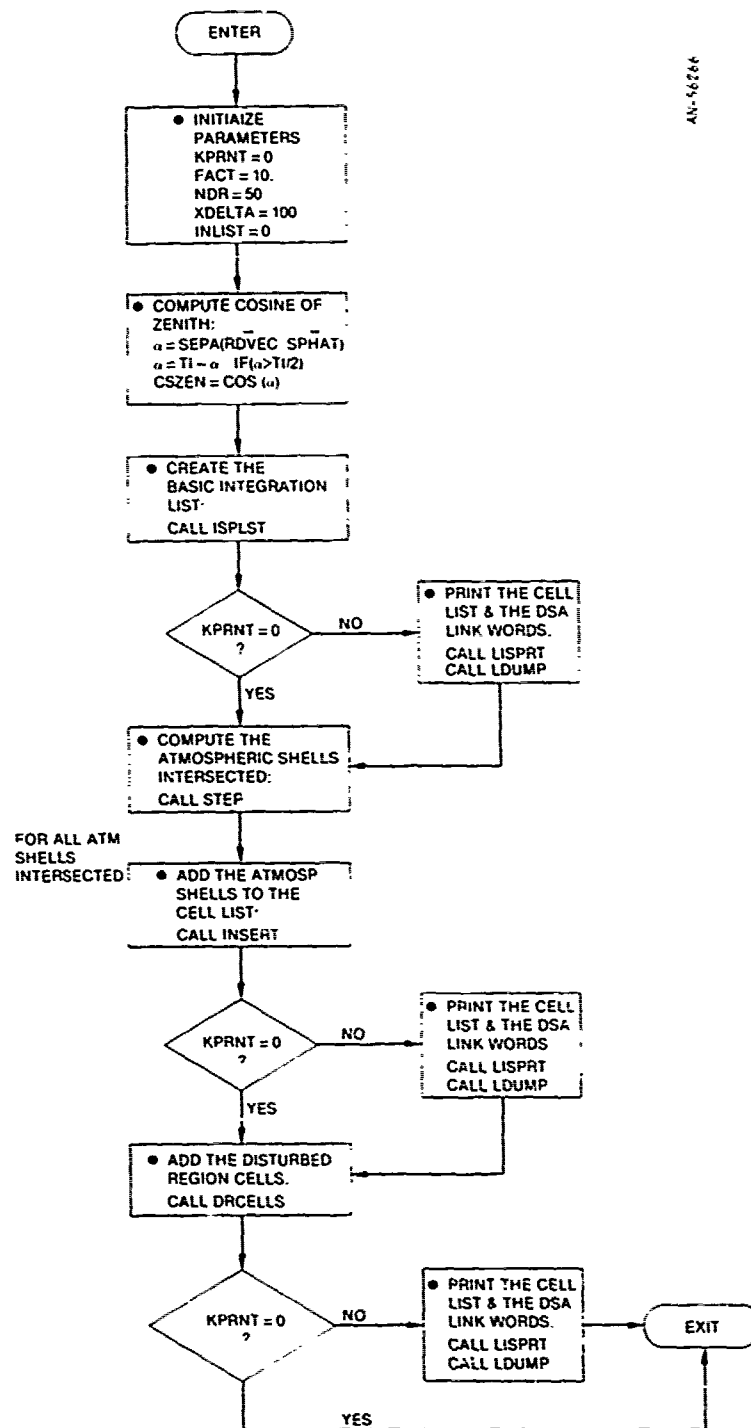 ENTER
AN-56266
● INITIAIZE
PARAMETERS
KPRNT = 0
FACT = 10.
NDR = 50
XDELTA = 100
INLIST = 0
● COMPUTE COSINE OF
ZENITH:
α = SEPA(RDVEC SPHAT)
α = TI − α IF(α>TI/2)
CSZEN = COS (α)
● CREATE THE
BASIC INTEGRATION
LIST·
CALL ISPLST
KPRNT = 0
?
NO
YES
● PRINT THE CELL
LIST & THE DSA
LINK WORDS.
CALL LISPRT
CALL LDUMP
● COMPUTE THE
ATMOSPHERIC SHELLS
INTERSECTED:
CALL STEP
FOR ALL ATM
SHELLS
INTERSECTED
● ADD THE ATMOSP
SHELLS TO THE
CELL LIST·
CALL INSERT
KPRNT = 0
?
NO
YES
● PRINT THE CELL
LIST & THE DSA
LINK WORDS
CALL LISPRT
CALL LDUMP
● ADD THE DISTURBED
REGION CELLS.
CALL DRCELLS
KPRNT = 0
?
NO
● PRINT THE CELL
LIST & THE DSA
LINK WORDS.
CALL LISPRT
CALL LDUMP
EXIT
YES